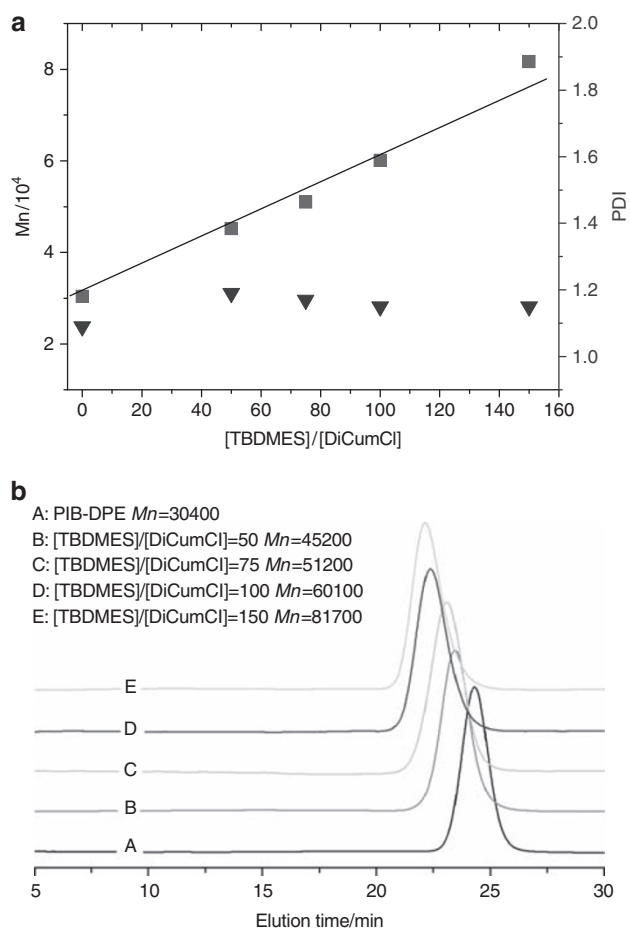 a
2.0
8
1.8
6
1.6
Mn/10⁴
PDI
1.4
4
1.2
2
1.0
0 20 40 60 80 100 120 140 160
[TBDMES]/[DiCumCl]
b
A: PIB-DPE Mn=30400
B: [TBDMES]/[DiCumCl]=50 Mn=45200
C: [TBDMES]/[DiCumCl]=75 Mn=51200
D: [TBDMES]/[DiCumCl]=100 Mn=60100
E: [TBDMES]/[DiCumCl]=150 Mn=81700
E
D
C
B
A
5 10 15 20 25 30
Elution time/min